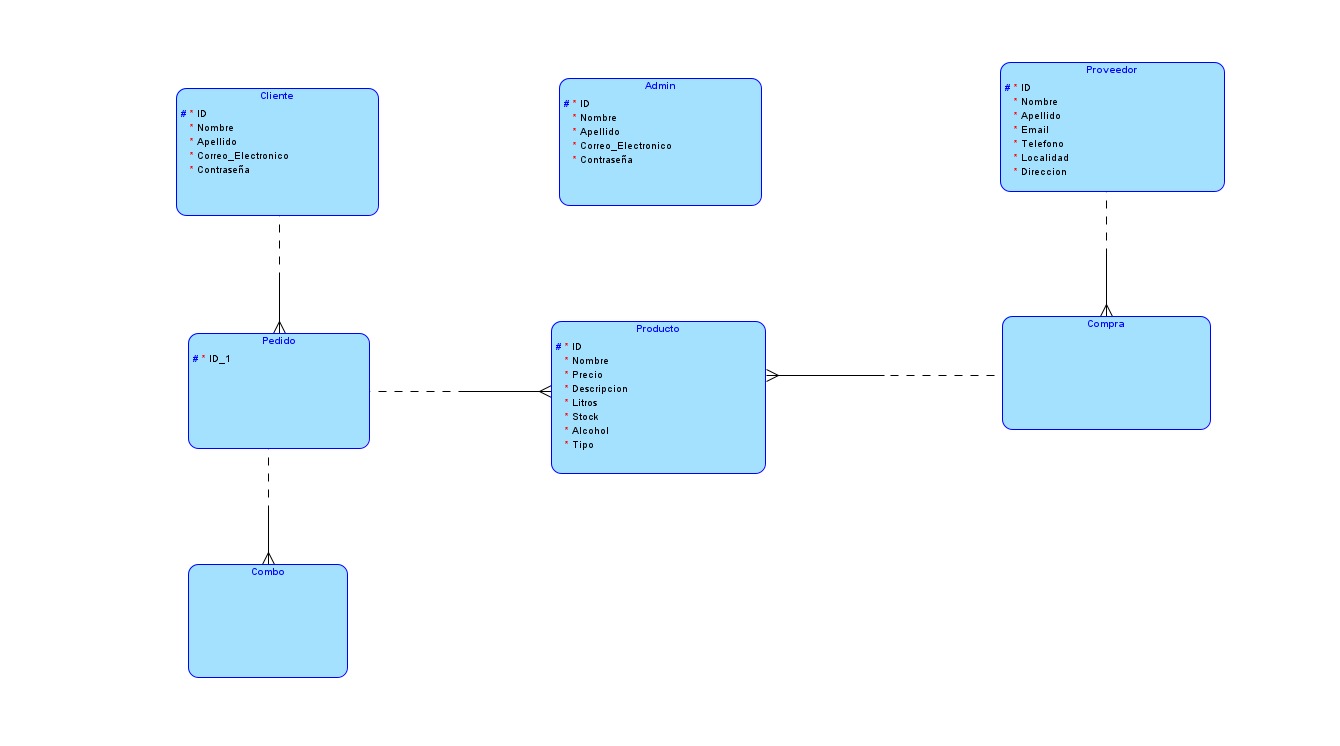 Cliente
# * ID
* Nombre
* Apellido
* Correo_Electronico
* Contraseña
Admin
# * ID
* Nombre
* Apellido
* Correo_Electronico
* Contraseña
Proveedor
# * ID
* Nombre
* Apellido
* Email
* Telefono
* Localidad
* Direccion
Pedido
# * ID_1
Producto
# * ID
* Nombre
* Precio
* Descripcion
* Litros
* Stock
* Alcohol
* Tipo
Compra
Combo